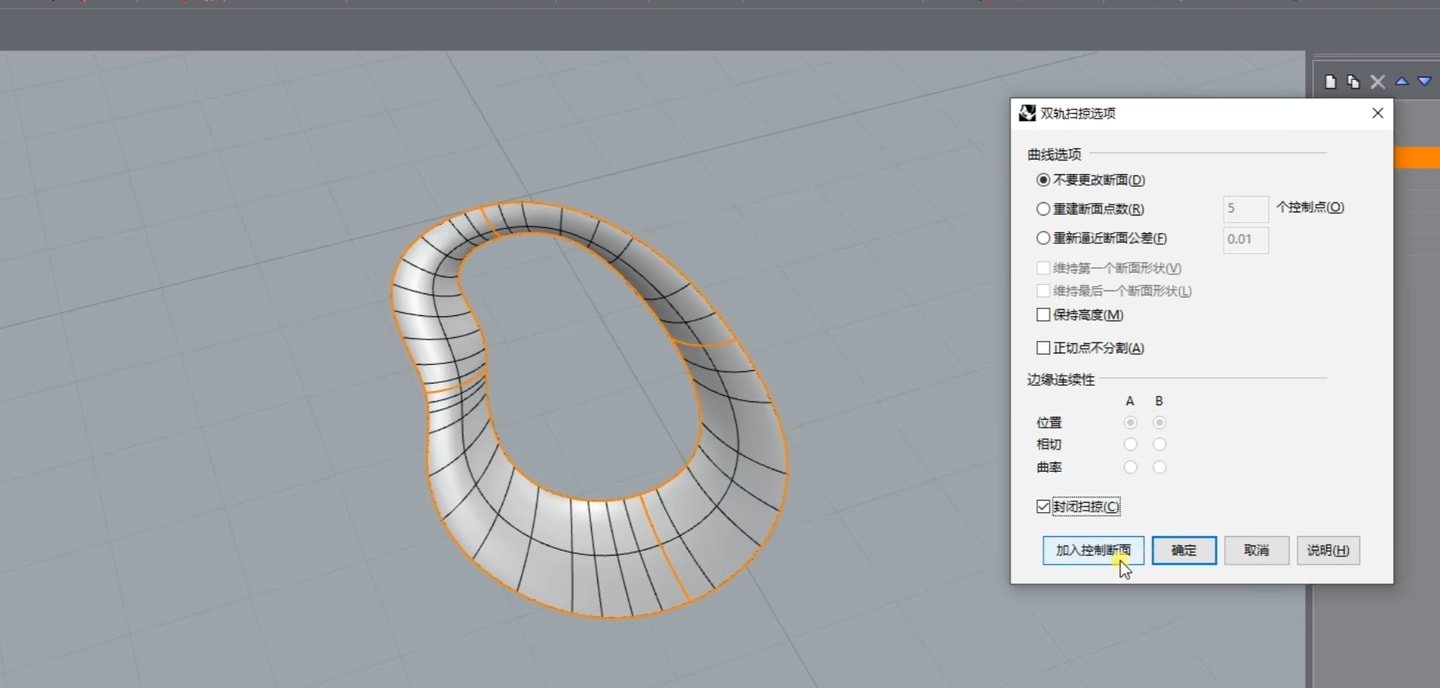 双轨扫掠选项
曲线选项
不要更改断面(D)
重建断面点数(R) 5 个控制点(O)
重新逼近断面公差(F) 0.01
维持第一个断面形状(V)
维持最后一个断面形状(L)
保持高度(M)
正切点不分割(A)
边缘连续性
A B
位置
相切
曲率
封闭扫掠(C)
加入控制断面 确定 取消 说明(H)